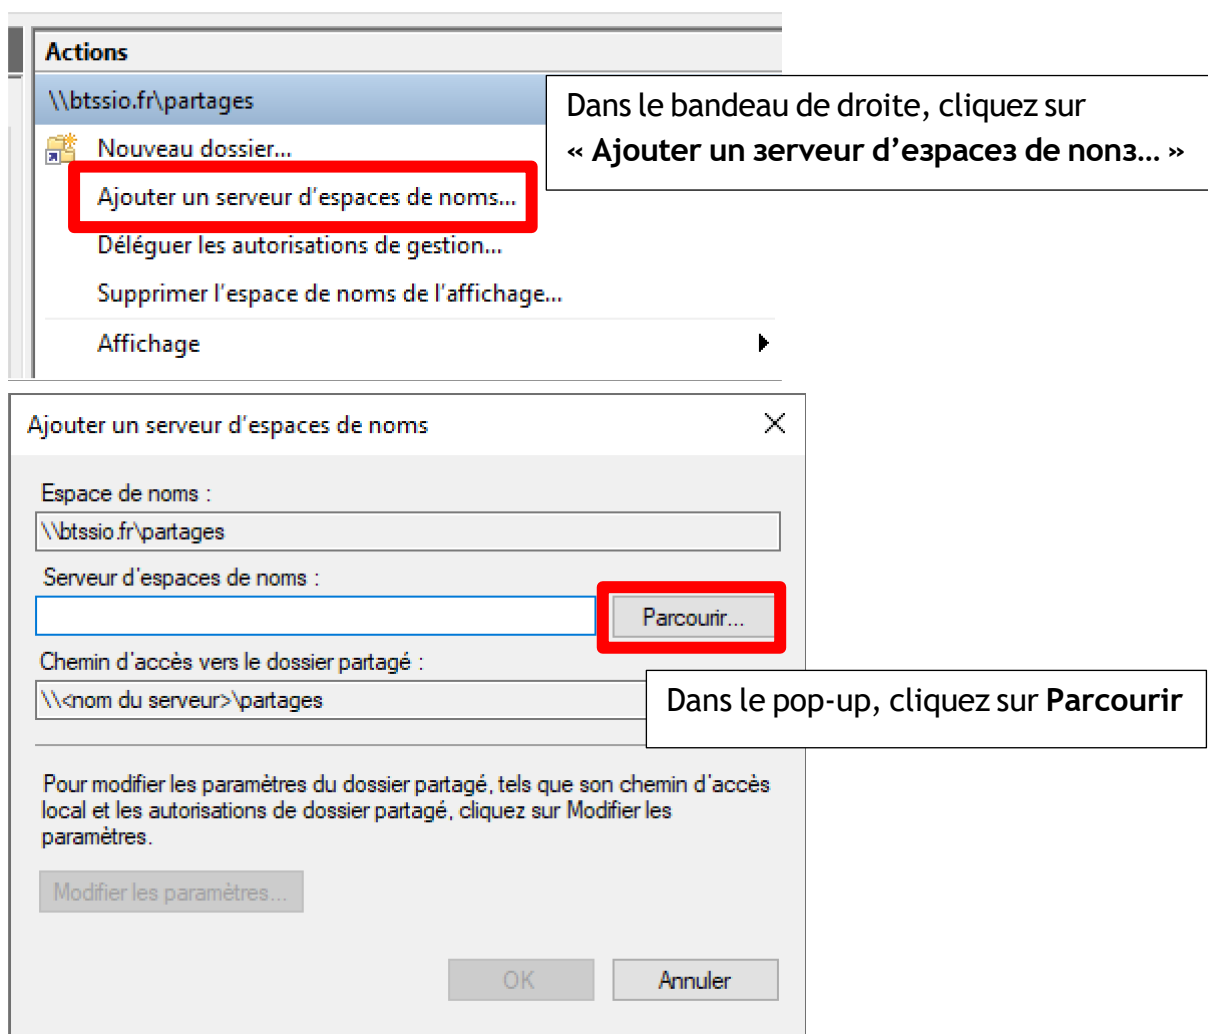 Actions
\\btssio.fr\partages
Dans le bandeau de droite, cliquez sur
« Ajouter un зerveur d’eзpaceз de nonз… »
Nouveau dossier...
Ajouter un serveur d'espaces de noms...
Déléguer les autorisations de gestion...
Supprimer l'espace de noms de l'affichage...
Affichage
Ajouter un serveur d'espaces de noms
Espace de noms :
\\btssio.fr\partages
Serveur d'espaces de noms :
Parcourir...
Chemin d'accès vers le dossier partagé :
\\<nom du serveur>\partages
Dans le pop-up, cliquez sur Parcourir
Pour modifier les paramètres du dossier partagé, tels que son chemin d'accès
local et les autorisations de dossier partagé, cliquez sur Modifier les
paramètres.
Modifier les paramètres...
OK
Annuler